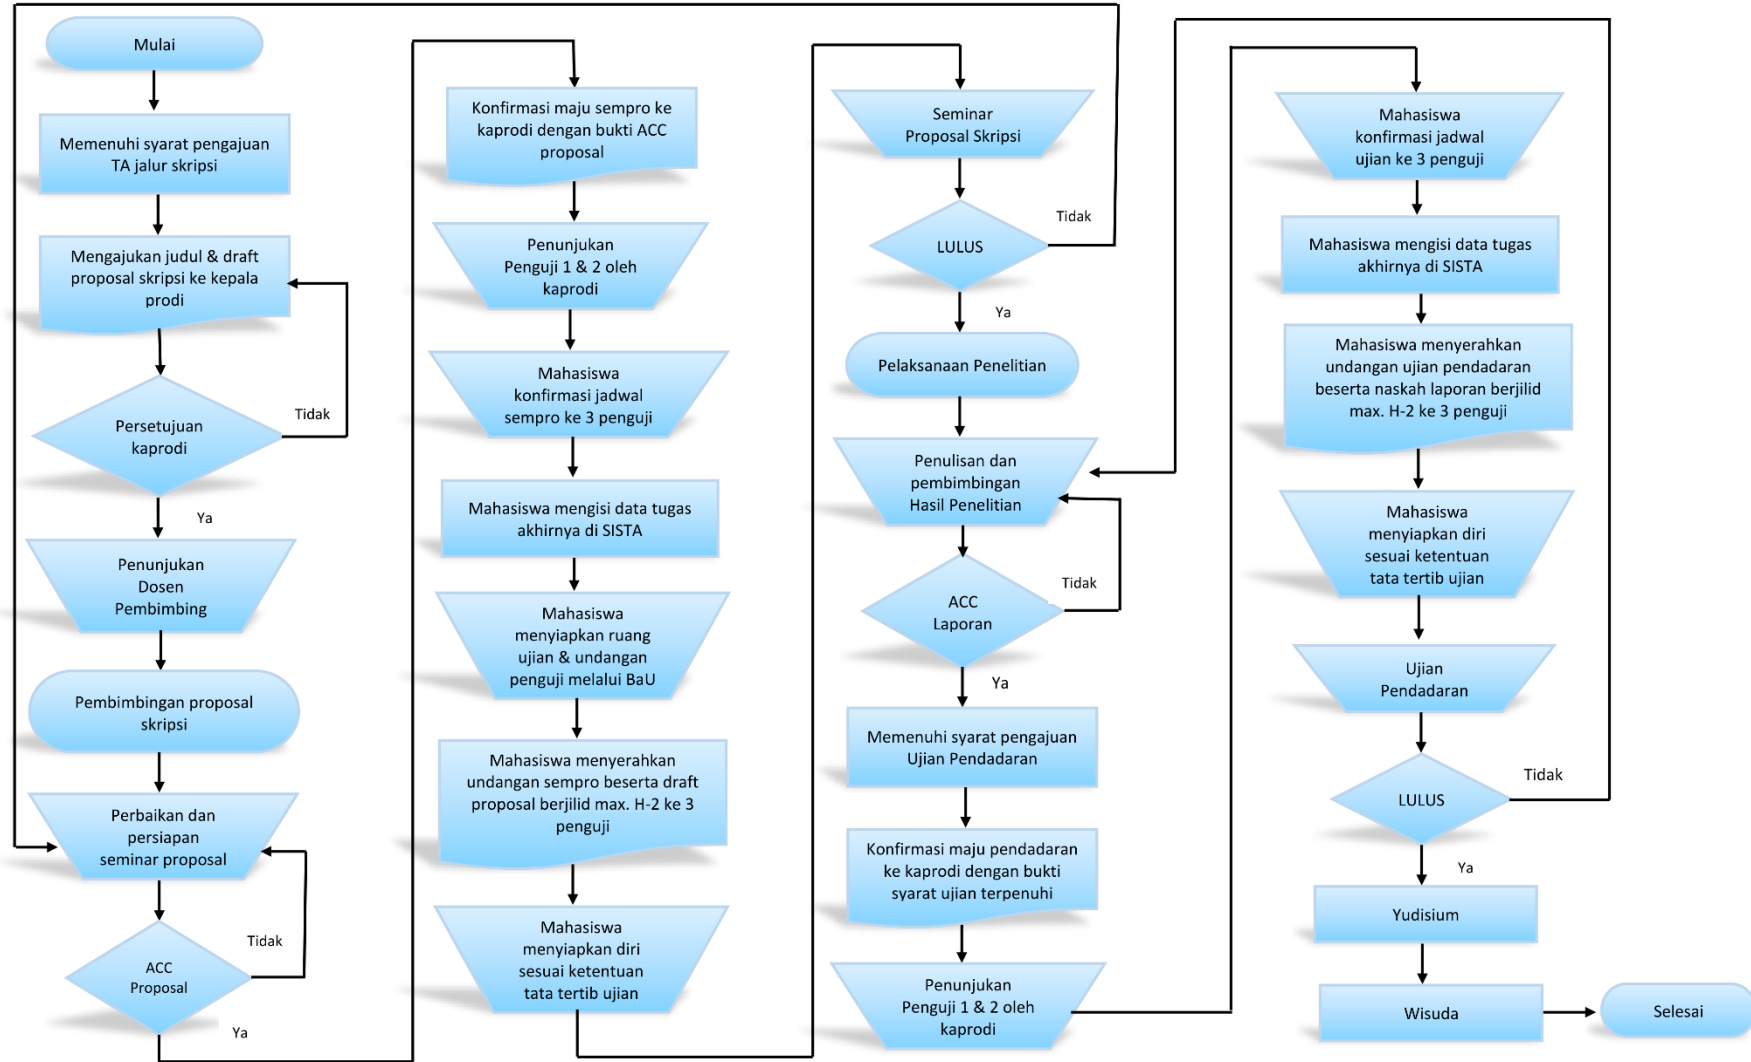 Mulai
Memenuhi syarat pengajuan
TA jalur skripsi
Mengajukan judul & draft
proposal skripsi ke kepala
prodi
Persetujuan
kaprodi
Tidak
Ya
Penunjukan
Dosen
Pembimbing
Pembimbingan proposal
skripsi
Perbaikan dan
persiapan
seminar proposal
ACC
Proposal
Tidak
Ya
Konfirmasi maju sempro ke
kaprodi dengan bukti ACC
proposal
Penunjukan
Penguji 1 & 2 oleh
kaprodi
Mahasiswa
konfirmasi jadwal
sempro ke 3 penguji
Mahasiswa mengisi data tugas
akhirnya di SISTA
Mahasiswa
menyiapkan ruang
ujian & undangan
penguji melalui BaU
Mahasiswa menyerahkan
undangan sempro beserta draft
proposal berjilid max. H-2 ke 3
penguji
Mahasiswa
menyiapkan diri
sesuai ketentuan
tata tertib ujian
Seminar
Proposal Skripsi
LULUS
Tidak
Ya
Pelaksanaan Penelitian
Penulisan dan
pembimbingan
Hasil Penelitian
ACC
Laporan
Tidak
Ya
Memenuhi syarat pengajuan
Ujian Pendadaran
Konfirmasi maju pendadaran
ke kaprodi dengan bukti
syarat ujian terpenuhi
Penunjukan
Penguji 1 & 2 oleh
kaprodi
Mahasiswa
konfirmasi jadwal
ujian ke 3 penguji
Mahasiswa mengisi data tugas
akhirnya di SISTA
Mahasiswa menyerahkan
undangan ujian pendadaran
beserta naskah laporan berjilid
max. H-2 ke 3 penguji
Mahasiswa
menyiapkan diri
sesuai ketentuan
tata tertib ujian
Ujian
Pendadaran
LULUS
Tidak
Ya
Yudisium
Wisuda
Selesai